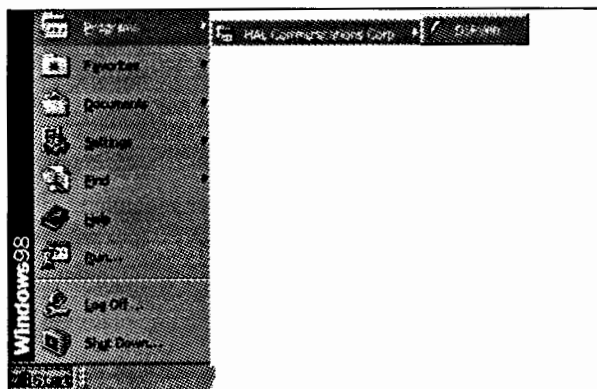 Programs
HAL Communications Corp
Favorites
Documents
Settings
Find
Help
Run...
Log Off...
Shut Down...
Windows98
Start